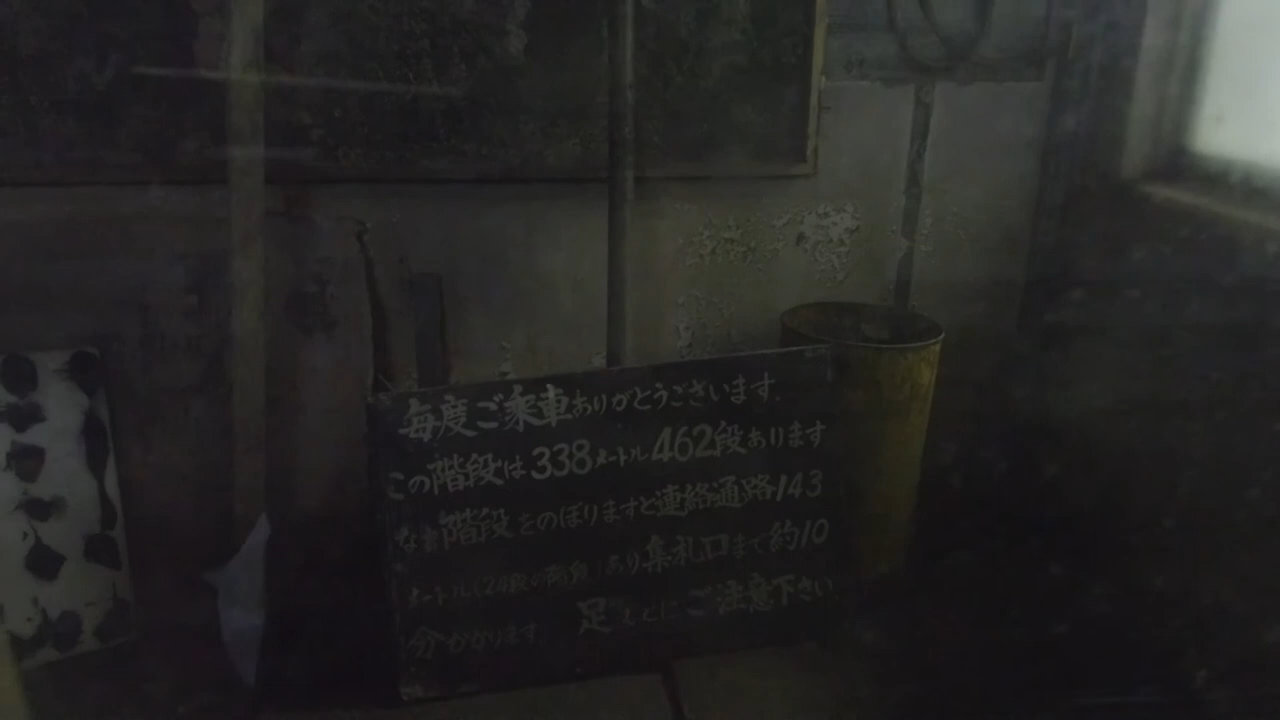 毎度ご乗車ありがとうございます.
この階段は338メートル462段あります
なお階段をのぼりますと連絡通路143
メートル(24段の階段)あり集札口まで約10
分かかります 足もとにご注意下さい